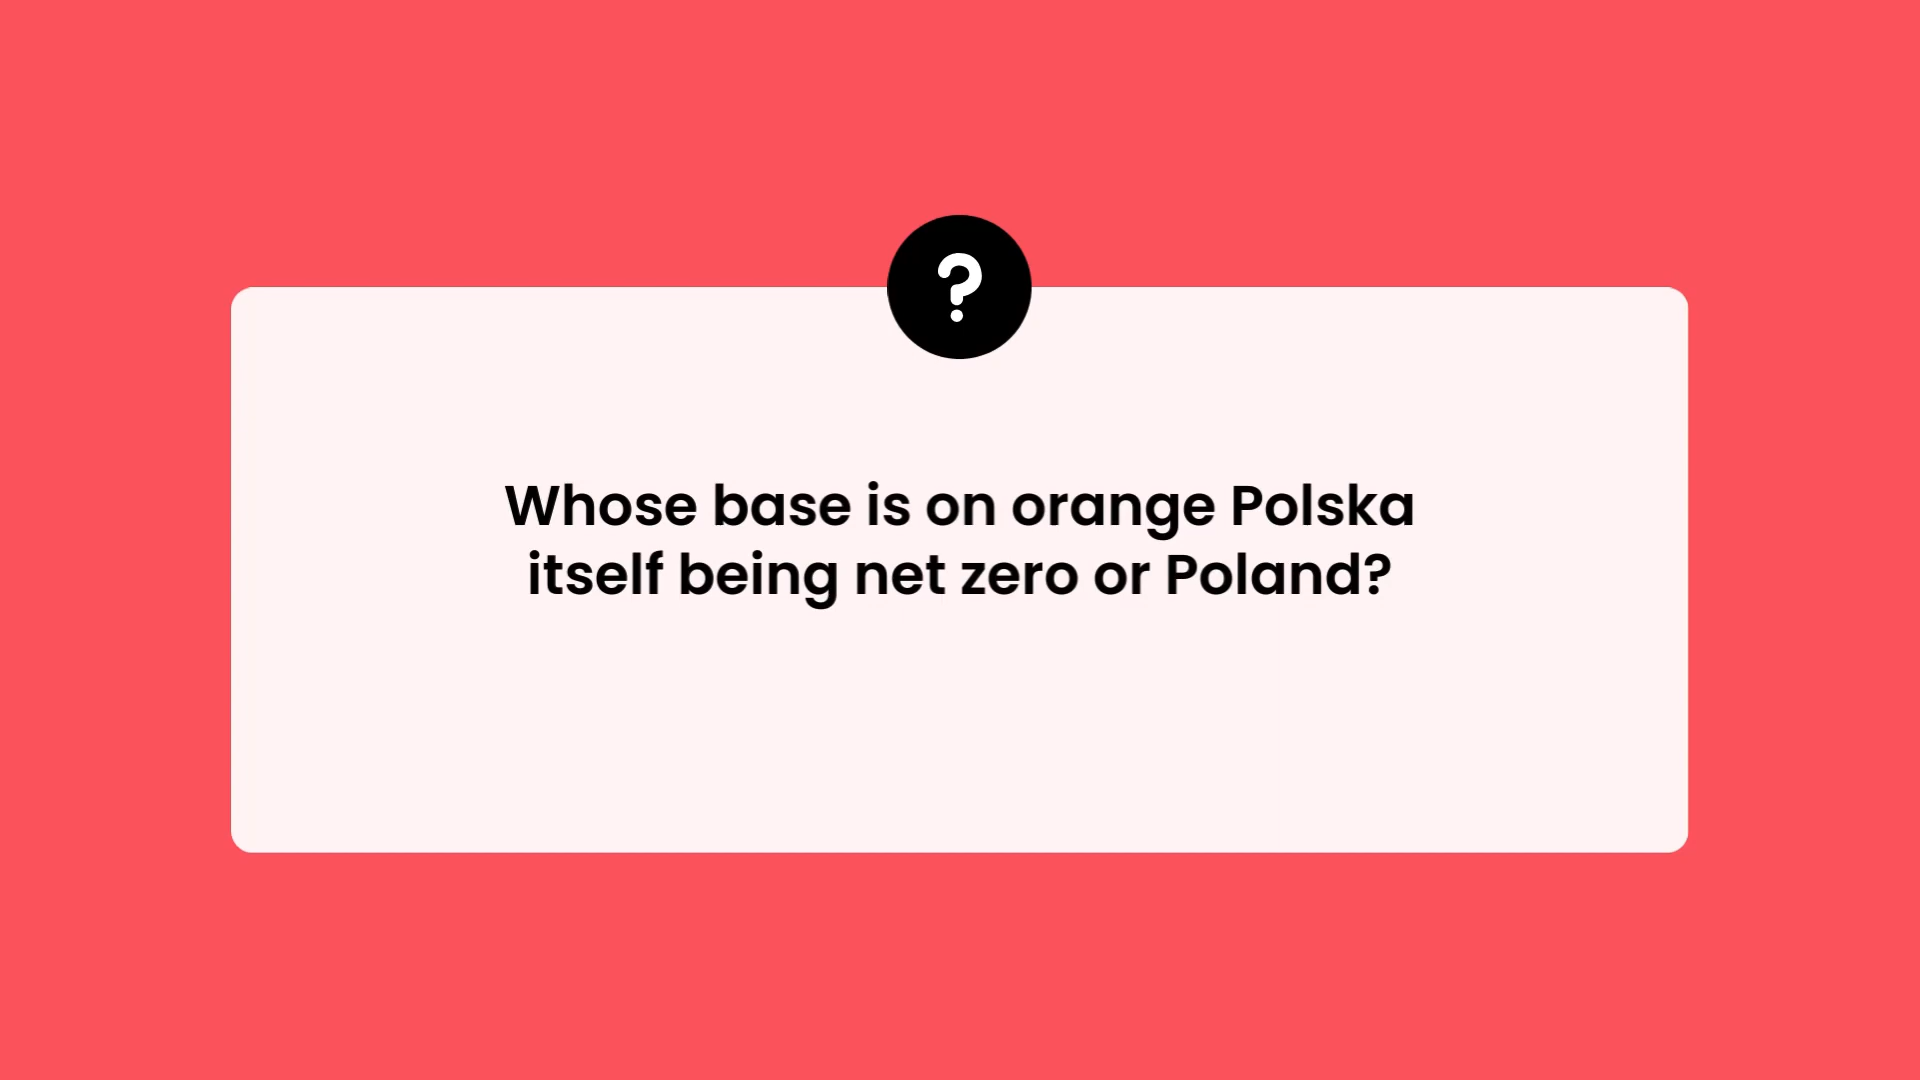 ?
Whose base is on orange Polska
itself being net zero or Poland?